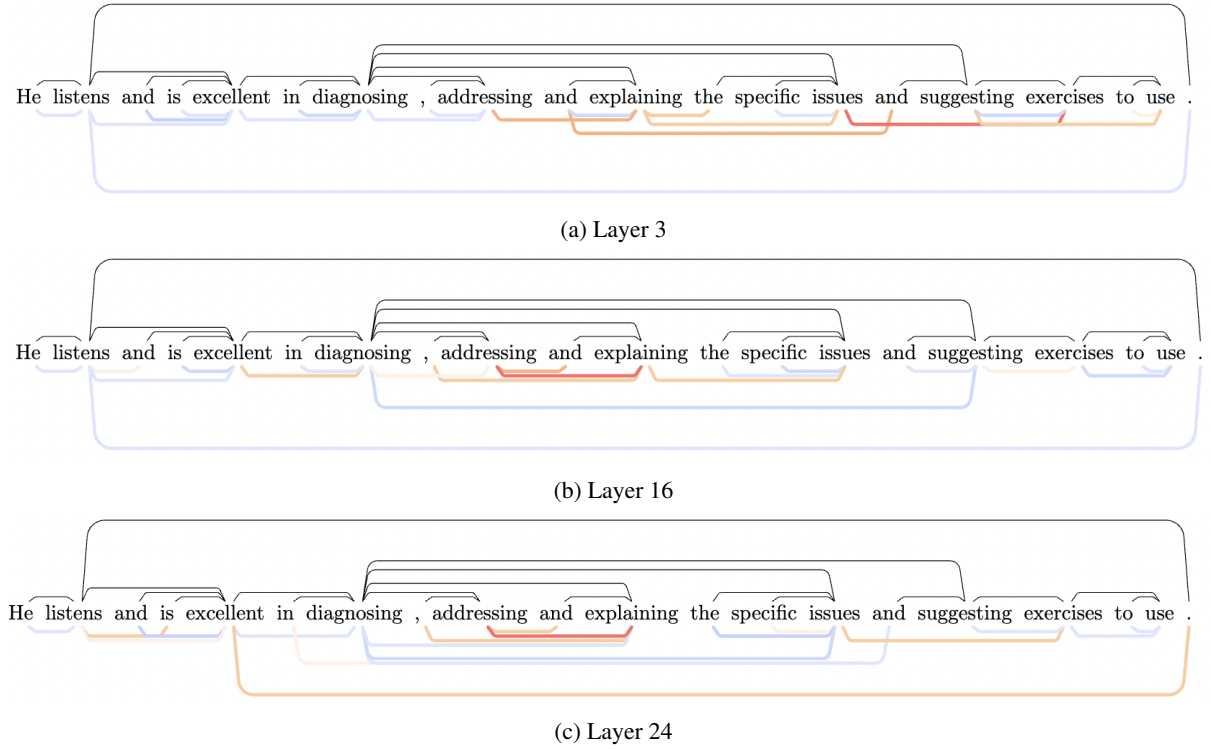 He listens and is excellent in diagnosing , addressing and explaining the specific issues and suggesting exercises to use .
(a) Layer 3
He listens and is excellent in diagnosing , addressing and explaining the specific issues and suggesting exercises to use .
(b) Layer 16
He listens and is excellent in diagnosing , addressing and explaining the specific issues and suggesting exercises to use .
(c) Layer 24